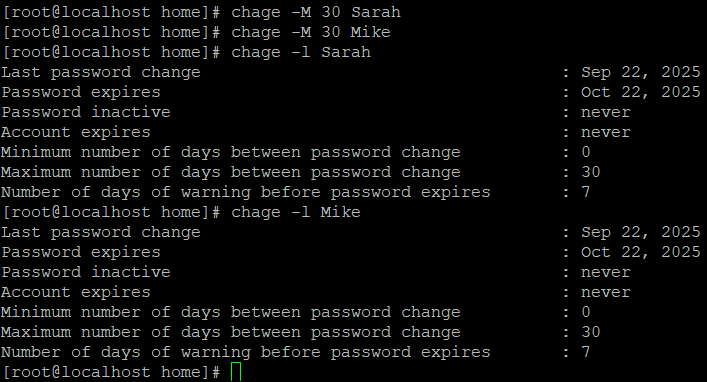 [root@localhost home]# chage -M 30 Sarah
[root@localhost home]# chage -M 30 Mike
[root@localhost home]# chage -l Sarah
Last password change                                    : Sep 22, 2025
Password expires                                        : Oct 22, 2025
Password inactive                                       : never
Account expires                                         : never
Minimum number of days between password change          : 0
Maximum number of days between password change          : 30
Number of days of warning before password expires       : 7
[root@localhost home]# chage -l Mike
Last password change                                    : Sep 22, 2025
Password expires                                        : Oct 22, 2025
Password inactive                                       : never
Account expires                                         : never
Minimum number of days between password change          : 0
Maximum number of days between password change          : 30
Number of days of warning before password expires       : 7
[root@localhost home]#